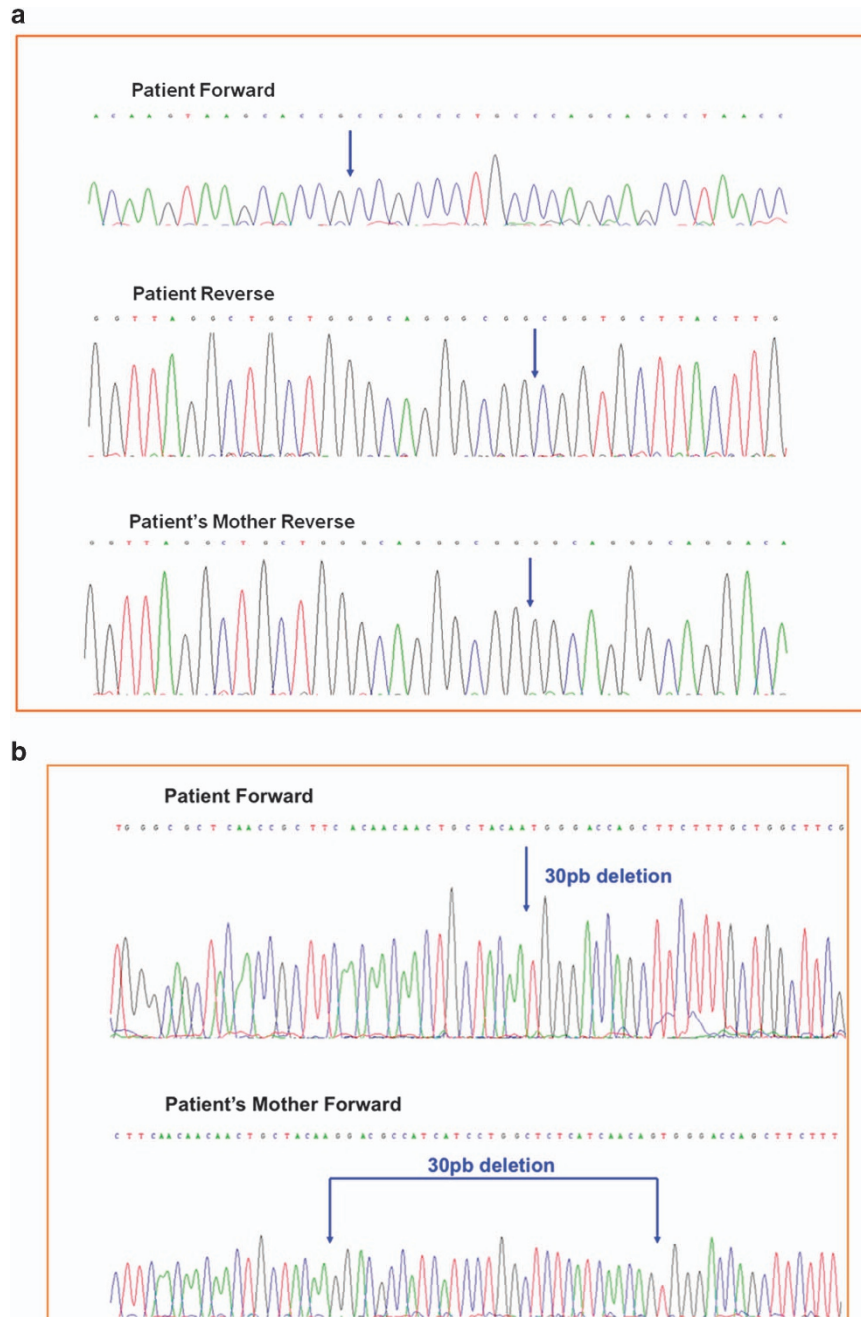 a
Patient Forward
A C A A G T A A G C A C C G C C G C C C T G C C C A G C A G C C T A A C C
Patient Reverse
G G T T A G G C T G C T G G G C A G G G C G G C G G T G C T T A C T T G
Patient's Mother Reverse
G G T T A G G C T G C T G G G C A G G G C G G G G C A G G G C A G G A C A
b
Patient Forward
T G G G C G C T C A A C C G C T T C A C A A C A A C T G C T A C A A T G G G A C C A G C T T C T T T G C T G G C T T C G
30pb deletion
Patient's Mother Forward
C T T C A A C A A C A A C T G C T A C A A G G A C G C C A T C A T C C T G G C T C T C A T C A A C A G T G G G A C C A G C T T C T T T
30pb deletion